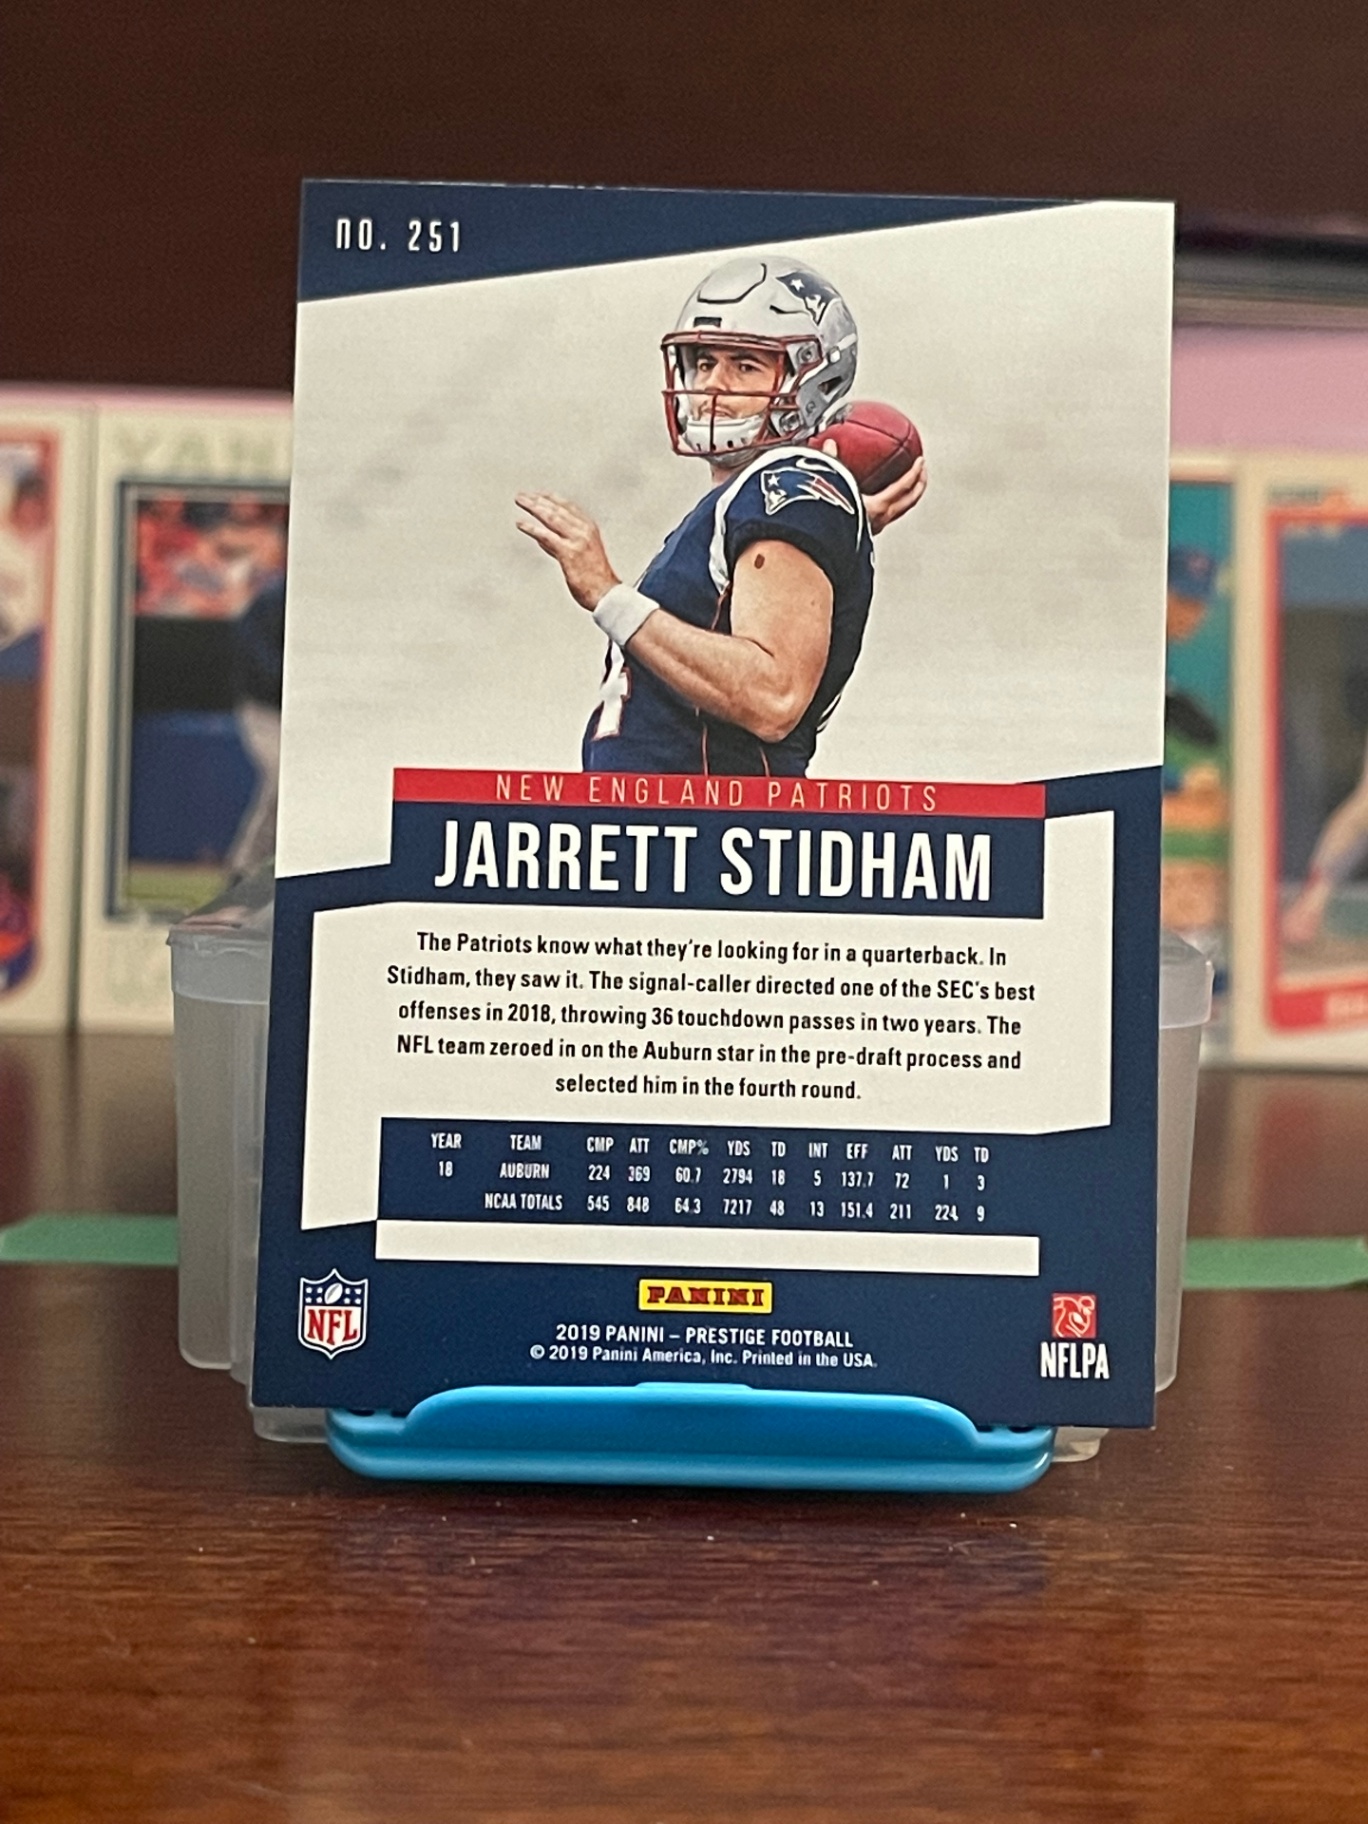 no. 251
NEW ENGLAND PATRIOTS
JARRETT STIDHAM
The Patriots know what they're looking for in a quarterback. In
Stidham, they saw it. The signal-caller directed one of the SEC's best
offenses in 2018, throwing 36 touchdown passes in two years. The
NFL team zeroed in on the Auburn star in the pre-draft process and
selected him in the fourth round.
YEAR TEAM CMP ATT CMP% YDS TD INT EFF ATT YDS TD
18 AUBURN 224 369 60.7 2794 18 5 137.7 72 1 3
NCAA TOTALS 545 848 64.3 7217 48 13 151.4 211 224 9
NFL
PANINI
2019 PANINI – PRESTIGE FOOTBALL
© 2019 Panini America, Inc. Printed in the USA.
NFLPA